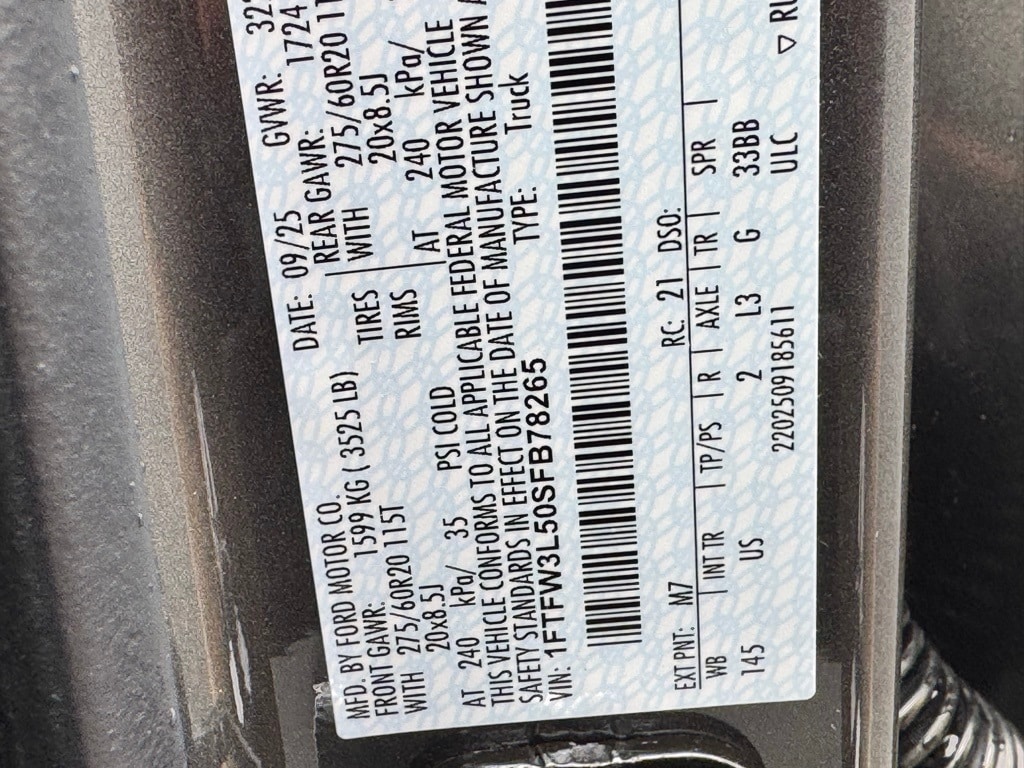 MFD. BY FORD MOTOR CO.
DATE: 09/25 GVWR:
FRONT GAWR: 1599 KG ( 3525 LB) REAR GAWR: 1724
WITH 275/60R20 115T TIRES WITH 275/60R20
20x8.5J RIMS 20x8.5J
AT 240 kPa/ 35 PSI COLD AT 240 kPa/
THIS VEHICLE CONFORMS TO ALL APPLICABLE FEDERAL MOTOR VEHICLE
SAFETY STANDARDS IN EFFECT ON THE DATE OF MANUFACTURE SHOWN
VIN: 1FTFW3L50SFB78265 TYPE: Truck
EXT PNT: M7 RC: 21 DSO:
WB | INT TR | TP/PS | R | AXLE | TR | SPR |
145 US 2 L3 G 33BB
2202509185611 ULC